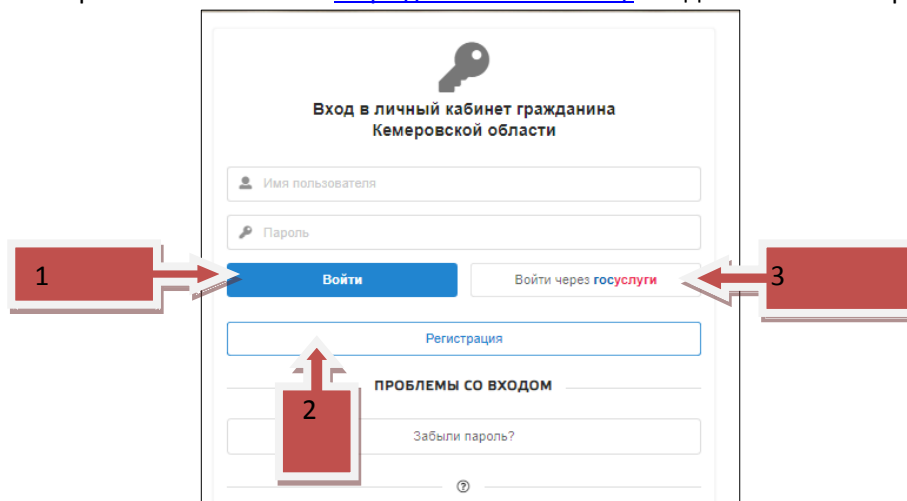 Вход в личный кабинет гражданина
Кемеровской области
Имя пользователя
Пароль
1
Войти
Войти через госуслуги
3
Регистрация
ПРОБЛЕМЫ СО ВХОДОМ
2
Забыли пароль?